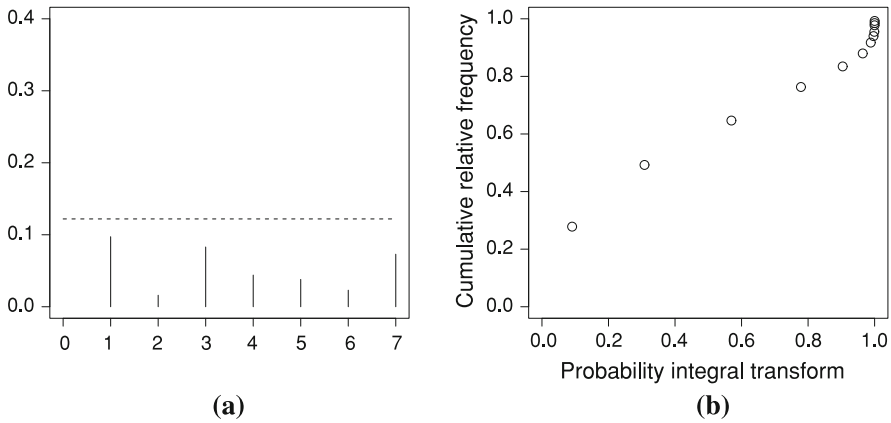 0.4
0.3
0.2
0.1
0.0
0 1 2 3 4 5 6 7
(a)
Cumulative relative frequency
1.0
0.8
0.6
0.4
0.2
0.0
0.0 0.2 0.4 0.6 0.8 1.0
Probability integral transform
(b)